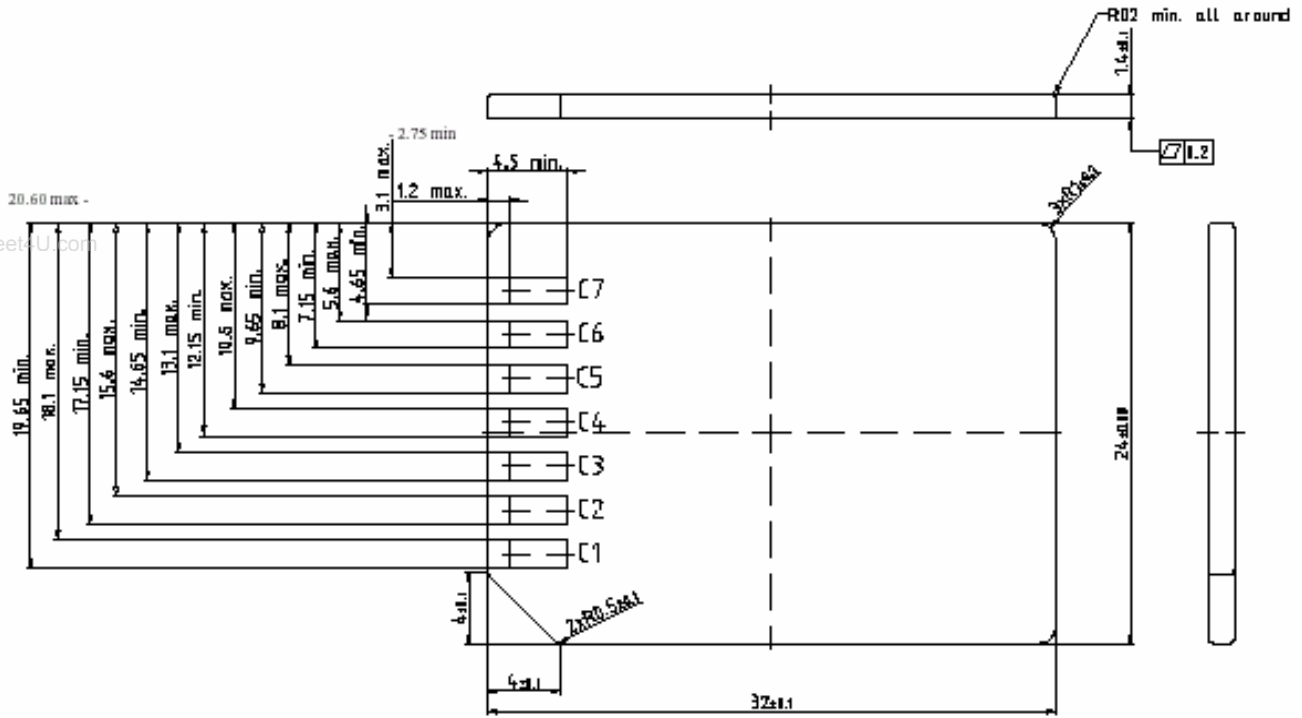 R02 min. all around
1.4±0.1
2.75 min
3.1 max.
4.5 min.
1.2 max.
20.60 max
3xR1±0.1
eet4U.com
19.65 min.
18.1 max.
17.15 min.
15.6 max.
14.65 min.
13.1 max.
12.15 min.
10.6 max.
9.65 min.
8.1 max.
7.15 min.
5.6 max.
4.65 min.
C7
C6
C5
C4
C3
C2
C1
4±0.1
2xR0.5±0.1
4±0.1
32±0.1